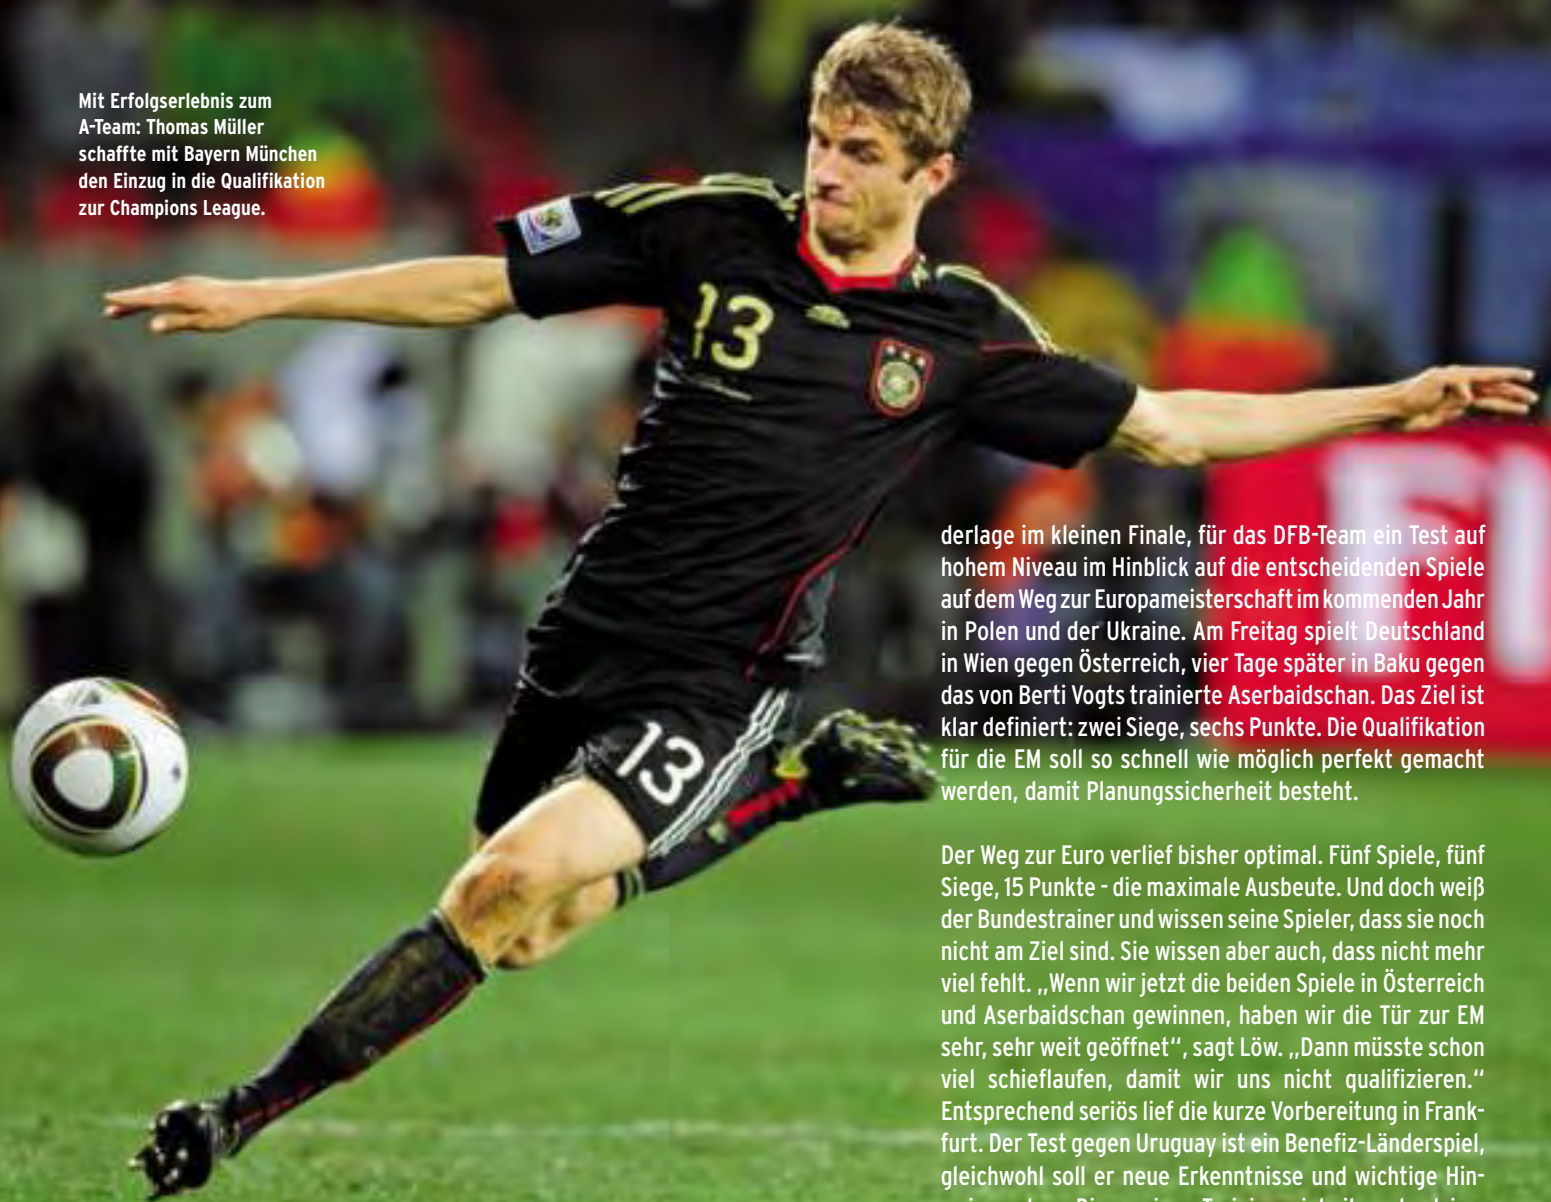 Mit Erfolgserlebnis zum
A-Team: Thomas Müller
schaffte mit Bayern München
den Einzug in die Qualifikation
zur Champions League.
13
13
derlage im kleinen Finale, für das DFB-Team ein Test auf
hohem Niveau im Hinblick auf die entscheidenden Spiele
auf dem Weg zur Europameisterschaft im kommenden Jahr
in Polen und der Ukraine. Am Freitag spielt Deutschland
in Wien gegen Österreich, vier Tage später in Baku gegen
das von Berti Vogts trainierte Aserbaidschan. Das Ziel ist
klar definiert: zwei Siege, sechs Punkte. Die Qualifikation
für die EM soll so schnell wie möglich perfekt gemacht
werden, damit Planungssicherheit besteht.
Der Weg zur Euro verlief bisher optimal. Fünf Spiele, fünf
Siege, 15 Punkte - die maximale Ausbeute. Und doch weiß
der Bundestrainer und wissen seine Spieler, dass sie noch
nicht am Ziel sind. Sie wissen aber auch, dass nicht mehr
viel fehlt. „Wenn wir jetzt die beiden Spiele in Österreich
und Aserbaidschan gewinnen, haben wir die Tür zur EM
sehr, sehr weit geöffnet“, sagt Löw. „Dann müsste schon
viel schieflaufen, damit wir uns nicht qualifizieren.“
Entsprechend seriös lief die kurze Vorbereitung in Frank-
furt. Der Test gegen Uruguay ist ein Benefiz-Länderspiel,
gleichwohl soll er neue Erkenntnisse und wichtige Hin-